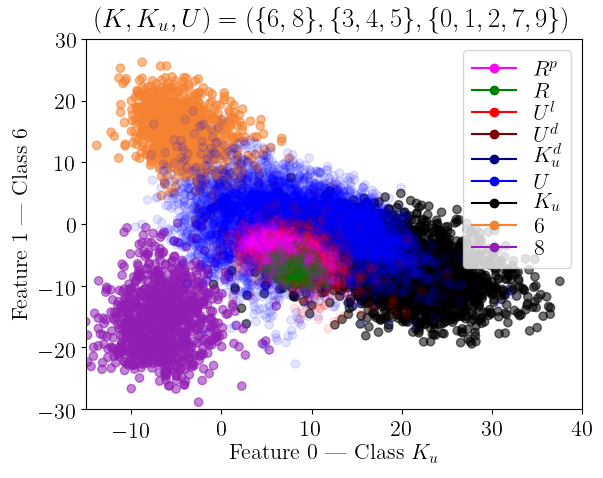 (K, K_u, U) = ({6, 8}, {3, 4, 5}, {0, 1, 2, 7, 9})
30
20
10
0
−10
−20
−30
Feature 1 — Class 6
R^p
R
U^l
U^d
K_u^d
U
K_u
6
8
−10
0
10
20
30
40
Feature 0 — Class K_u